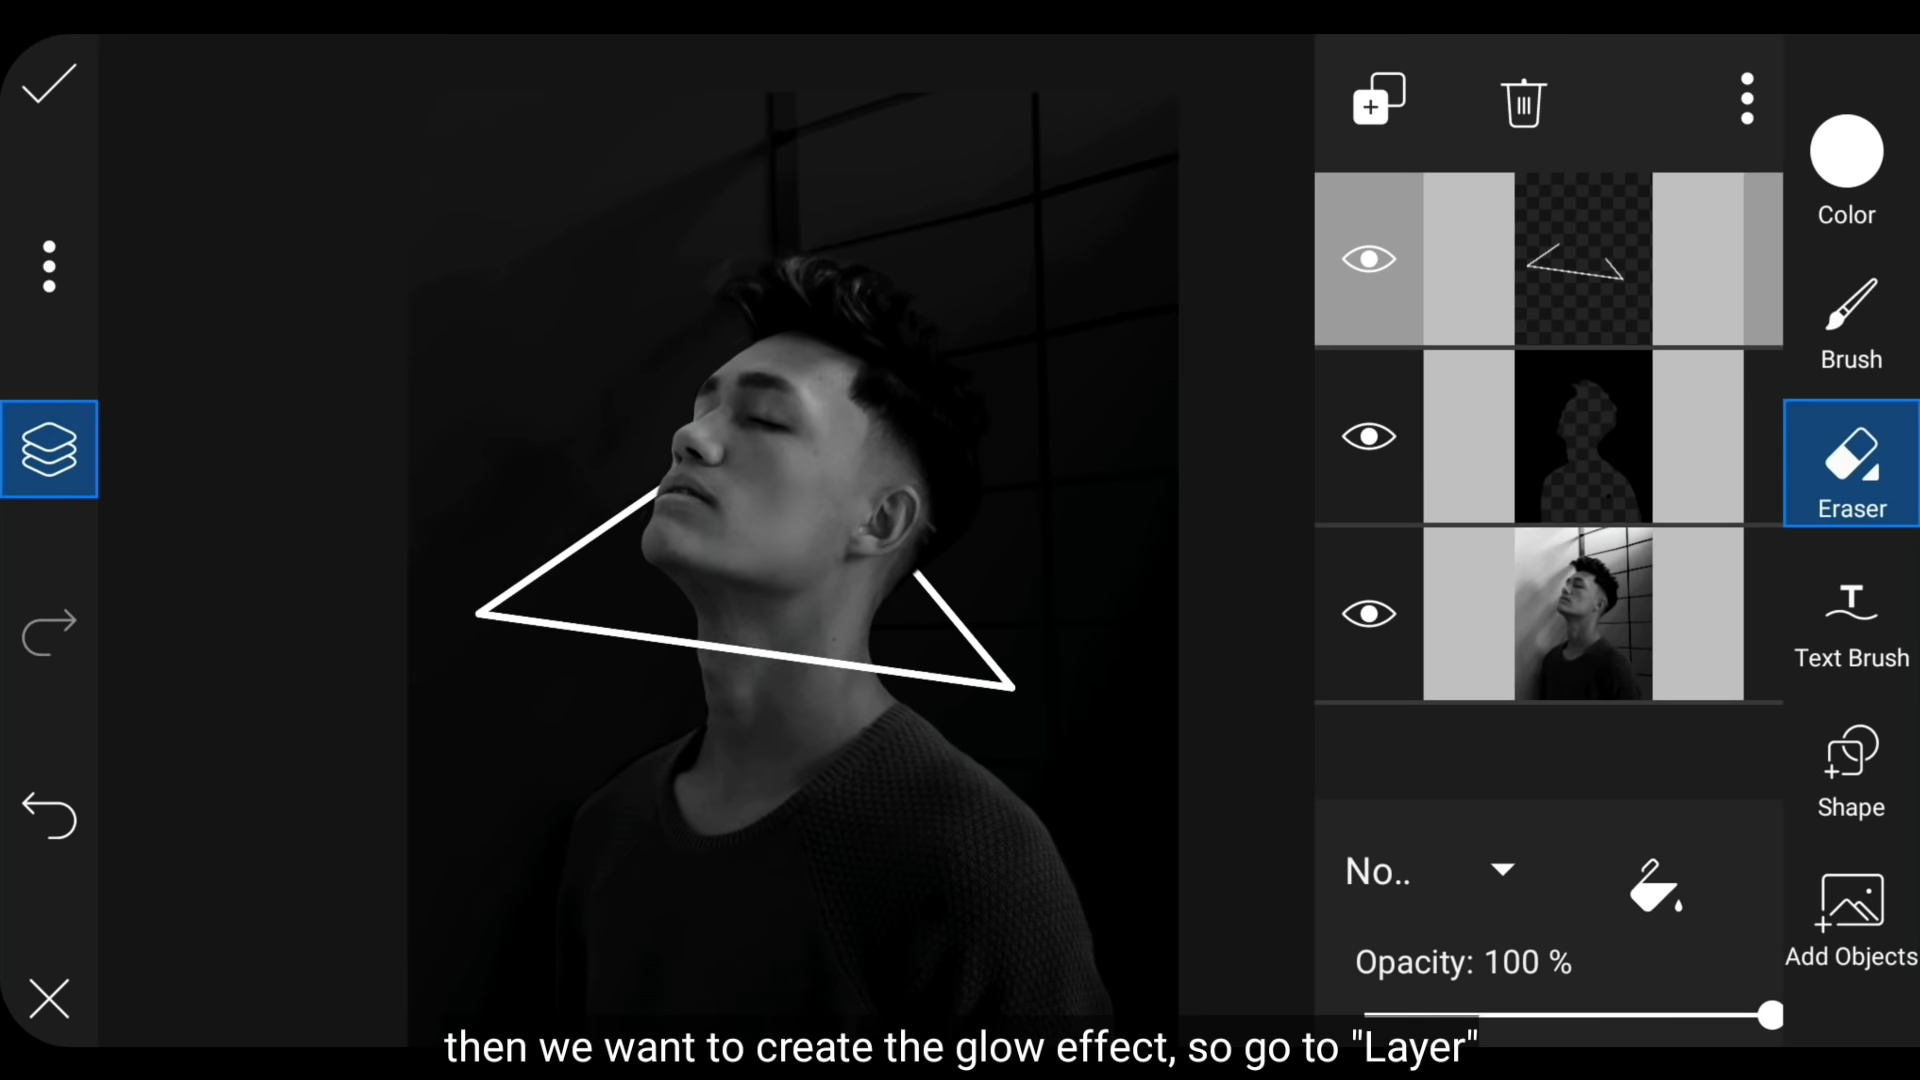 Color
Brush
Eraser
Text Brush
Shape
Add Objects
No..
Opacity: 100 %
then we want to create the glow effect, so go to "Layer"